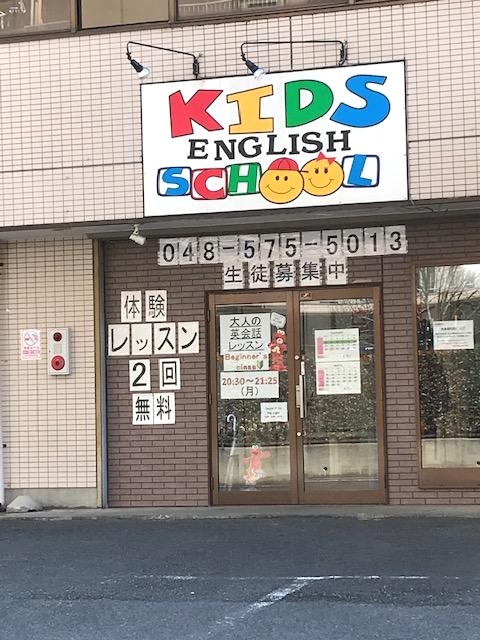 KIDS
ENGLISH
SCHOOL
048-575-5013
生徒募集中
体験
レッスン
2回
無料
大人の
英会話
レッスン
Beginner's
class
20:30～21:25
(月)